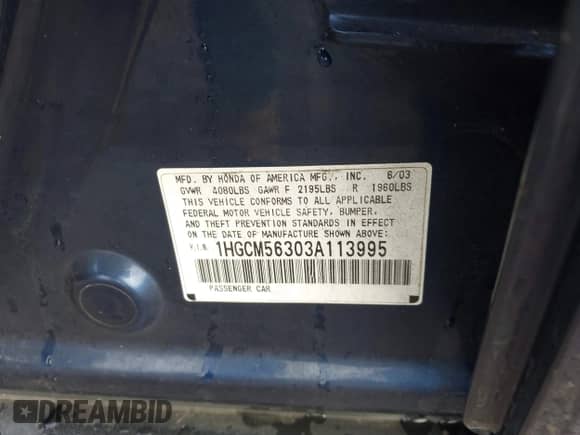 MFD. BY HONDA OF AMERICA MFG., INC. 6/03
GVWR 4080LBS GAWR F 2195LBS R 1960LBS
THIS VEHICLE CONFORMS TO ALL APPLICABLE
FEDERAL MOTOR VEHICLE SAFETY, BUMPER,
AND THEFT PREVENTION STANDARDS IN EFFECT
ON THE DATE OF MANUFACTURE SHOWN ABOVE.
V.I.N. 1HGCM56303A113995
PASSENGER CAR
DREAMBID